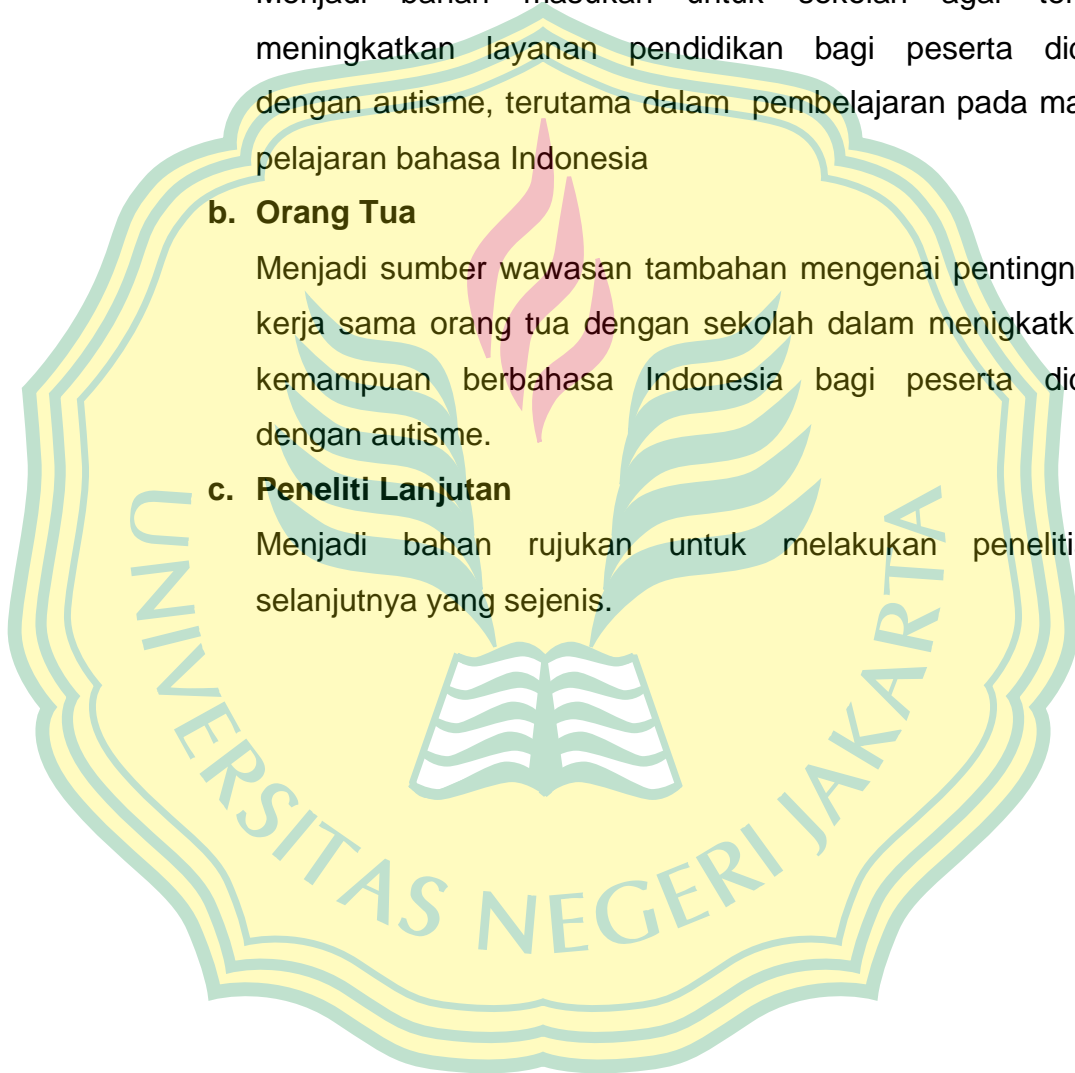 Menjadi bahan masukan untuk sekolah agar
meningkatkan layanan pendidikan bagi peserta
dengan autisme, terutama dalam pembelajaran pada
pelajaran bahasa Indonesia
b. Orang Tua
Menjadi sumber wawasan tambahan mengenai
kerja sama orang tua dengan sekolah dalam
kemampuan berbahasa Indonesia bagi peserta
dengan autisme.
c. Peneliti Lanjutan
Menjadi bahan rujukan untuk melakukan
selanjutnya yang sejenis.
UNIVERSITAS NEGERI JAKARTA